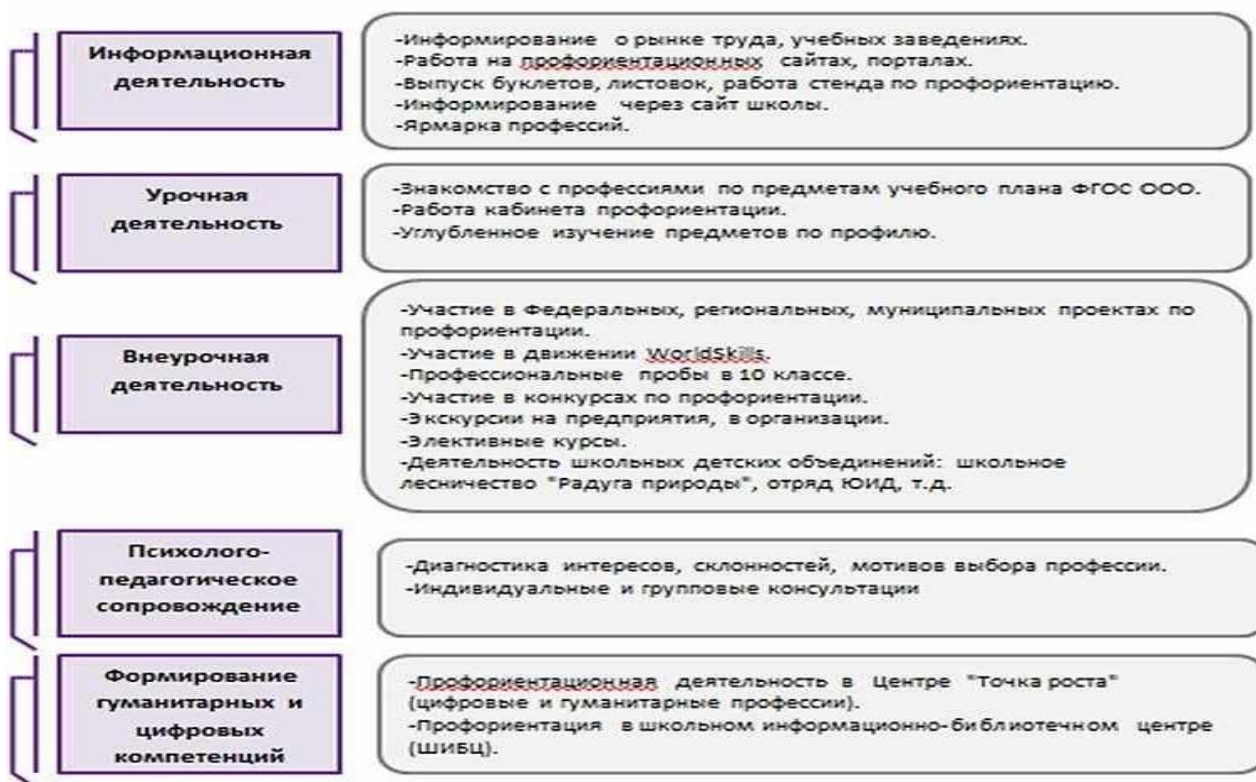 Информационная
деятельность
-Информирование о рынке труда, учебных заведениях.
-Работа на профориентационных сайтах, порталах.
-Выпуск буклетов, листовок, работа стенда по профориентацию.
-Информирование через сайт школы.
-Ярмарка профессий.
Урочная
деятельность
-Знакомство с профессиями по предметам учебного плана ФГОС ООО.
-Работа кабинета профориентации.
-Углубленное изучение предметов по профилю.
Внеурочная
деятельность
-Участие в Федеральных, региональных, муниципальных проектах по
профориентации.
-Участие в движении WorldSkills.
-Профессиональные пробы в 10 классе.
-Участие в конкурсах по профориентации.
-Экскурсии на предприятия, в организации.
-Элективные курсы.
-Деятельность школьных детских объединений: школьное
лесничество "Радуга природы", отряд ЮИД, т.д.
Психолого-
педагогическое
сопровождение
-Диагностика интересов, склонностей, мотивов выбора профессии.
-Индивидуальные и групповые консультации
Формирование
гуманитарных и
цифровых
компетенций
-Профориентационная деятельность в Центре "Точка роста"
(цифровые и гуманитарные профессии).
-Профориентация в школьном информационно-библиотечном центре
(ШИБЦ).